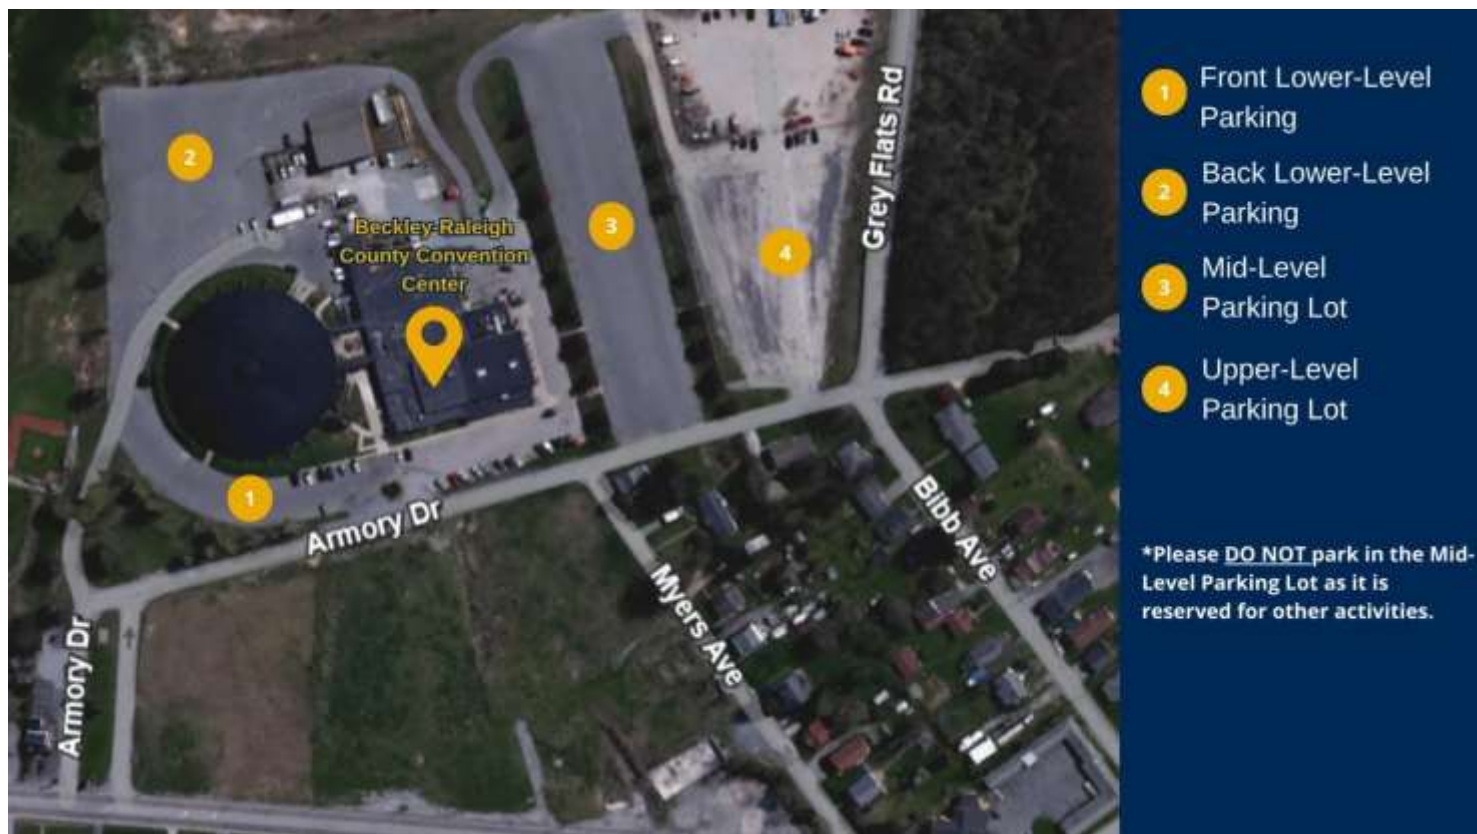 2
Beckley-Raleigh
County Convention
Center
3
4
Grey Flats Rd
1
Armory Dr
Bibb Ave
Myers Ave
Armory Dr
1 Front Lower-Level
Parking
2 Back Lower-Level
Parking
3 Mid-Level
Parking Lot
4 Upper-Level
Parking Lot
*Please DO NOT park in the Mid-
Level Parking Lot as it is
reserved for other activities.